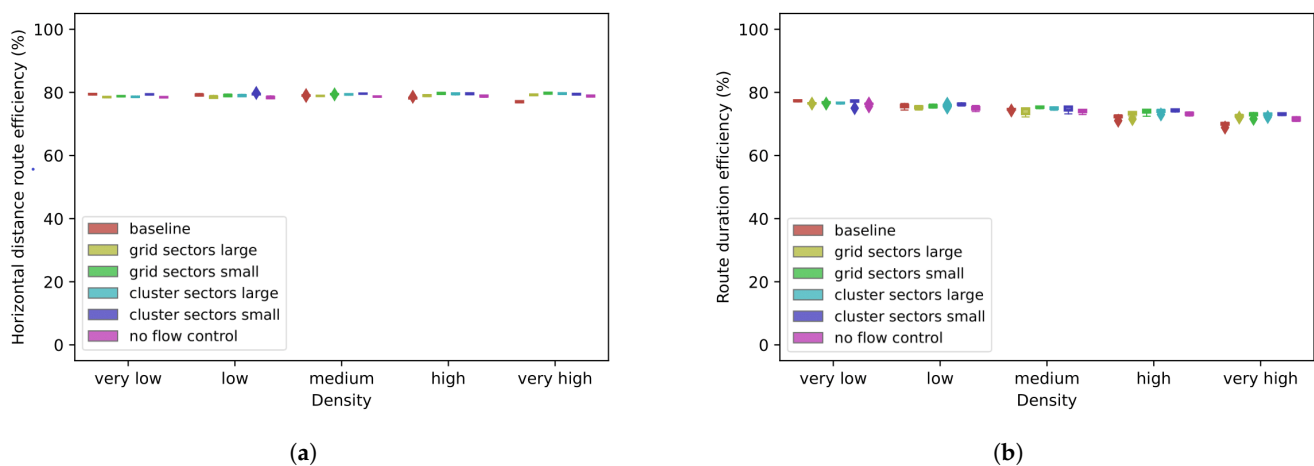 Horizontal distance route efficiency (%)
100
80
60
40
20
0
baseline
grid sectors large
grid sectors small
cluster sectors large
cluster sectors small
no flow control
very low low medium high very high
Density
(a)
Route duration efficiency (%)
100
80
60
40
20
0
baseline
grid sectors large
grid sectors small
cluster sectors large
cluster sectors small
no flow control
very low low medium high very high
Density
(b)